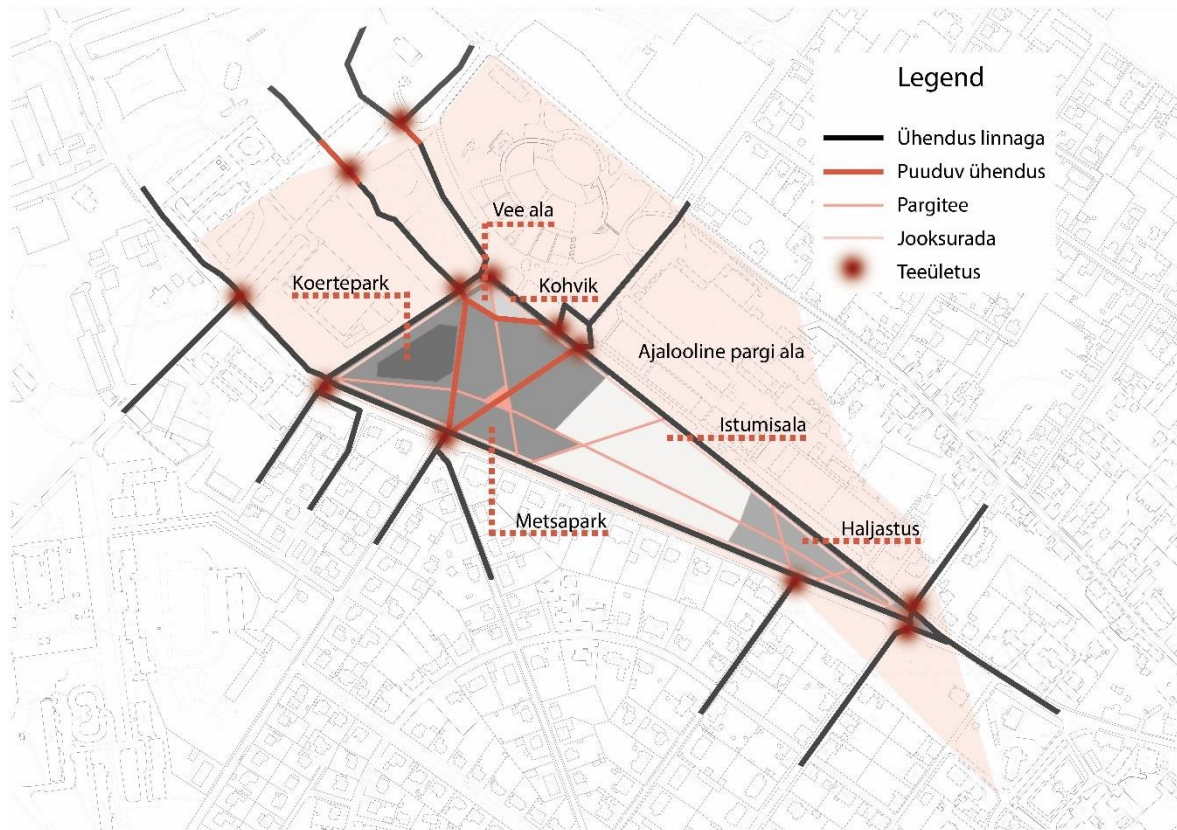 Legend
Ühendus linnaga
Puuduv ühendus
Pargitee
Jooksurada
Teeületus
Vee ala
Koertepark
Kohvik
Ajalooline pargi ala
Istumisala
Metsapark
Haljastus